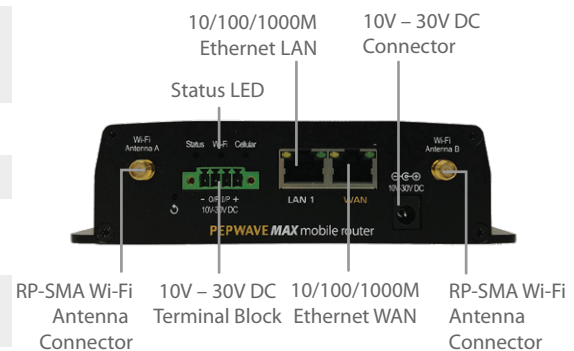 10/100/1000M
Ethernet LAN
10V – 30V DC
Connector
Status LED
Wi-Fi
Antenna A
Status Wi-Fi Cellular
Wi-Fi
Antenna B
10V-30V DC
LAN 1
WAN
- O/P I/P +
10V-30V DC
PEPWAVE MAX mobile router
RP-SMA Wi-Fi
Antenna
Connector
10V – 30V DC
Terminal Block
10/100/1000M
Ethernet WAN
RP-SMA Wi-Fi
Antenna
Connector